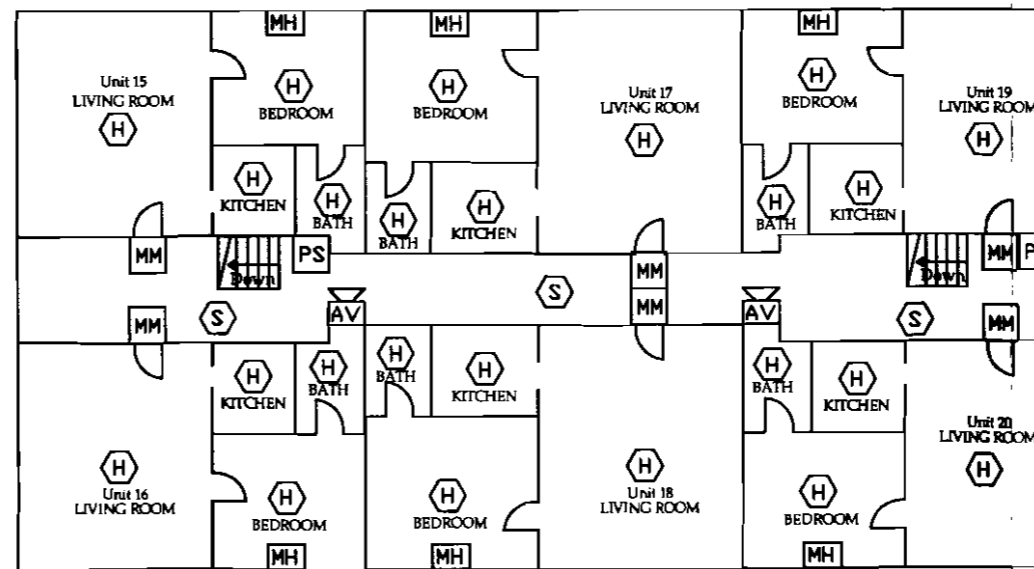 MH
MH
MH
Unit 15
LIVING ROOM
H
H
BEDROOM
H
BEDROOM
Unit 17
LIVING ROOM
H
H
BEDROOM
Unit 19
LIVING ROOM
H
H
KITCHEN
H
BATH
H
BATH
H
KITCHEN
H
BATH
H
KITCHEN
MM
Down
PS
MM
Down
MM
P
S
MM
S
AV
MM
AV
S
MM
H
KITCHEN
H
BATH
H
BATH
H
KITCHEN
H
BATH
H
KITCHEN
H
Unit 16
LIVING ROOM
H
BEDROOM
H
BEDROOM
H
Unit 18
LIVING ROOM
H
BEDROOM
Unit 20
LIVING ROOM
H
MH
MH
MH